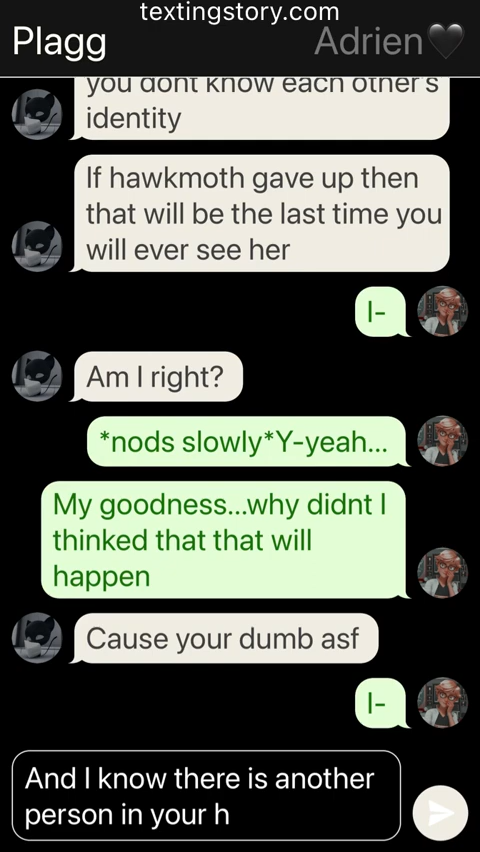 textingstory.com
Plagg
Adrien🖤
you dont know each other's
identity
If hawkmoth gave up then
that will be the last time you
will ever see her
I-
Am I right?
*nods slowly*Y-yeah...
My goodness...why didnt I
thinked that that will
happen
Cause your dumb asf
I-
And I know there is another
person in your h